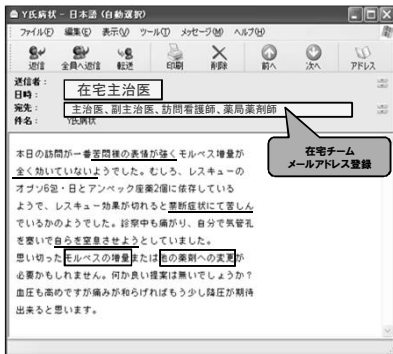 Y氏病状 - 日本語 (自動選択)
ファイル(F) 編集(E) 表示(V) ツール(T) メッセージ(M) ヘルプ(H)
返信 全員へ返信 転送 印刷 削除 前へ 次へ アドレス
送信者: 在宅主治医
日時:
宛先: 主治医、副主治医、訪問看護師、薬局薬剤師
件名: Y氏病状
在宅チーム
メールアドレス登録
本日の訪問が一番苦悶様の表情が強くモルペス増量が
全く効いていないようでした。むしろ、レスキューの
オプソ6包・日とアンペック座薬2個に依存している
ようで、レスキュー効果が切れると禁断症状にて苦しん
でいるかのようでした。診察中も痛がり、自分で気管孔
を塞いで自らを窒息させようとしていました。
思い切ったモルペスの増量または他の薬剤への変更が
必要かもしれません。何か良い提案は無いでしょうか?
血圧も高めですが痛みが和らげればもう少し降圧が期待
出来ると思います。